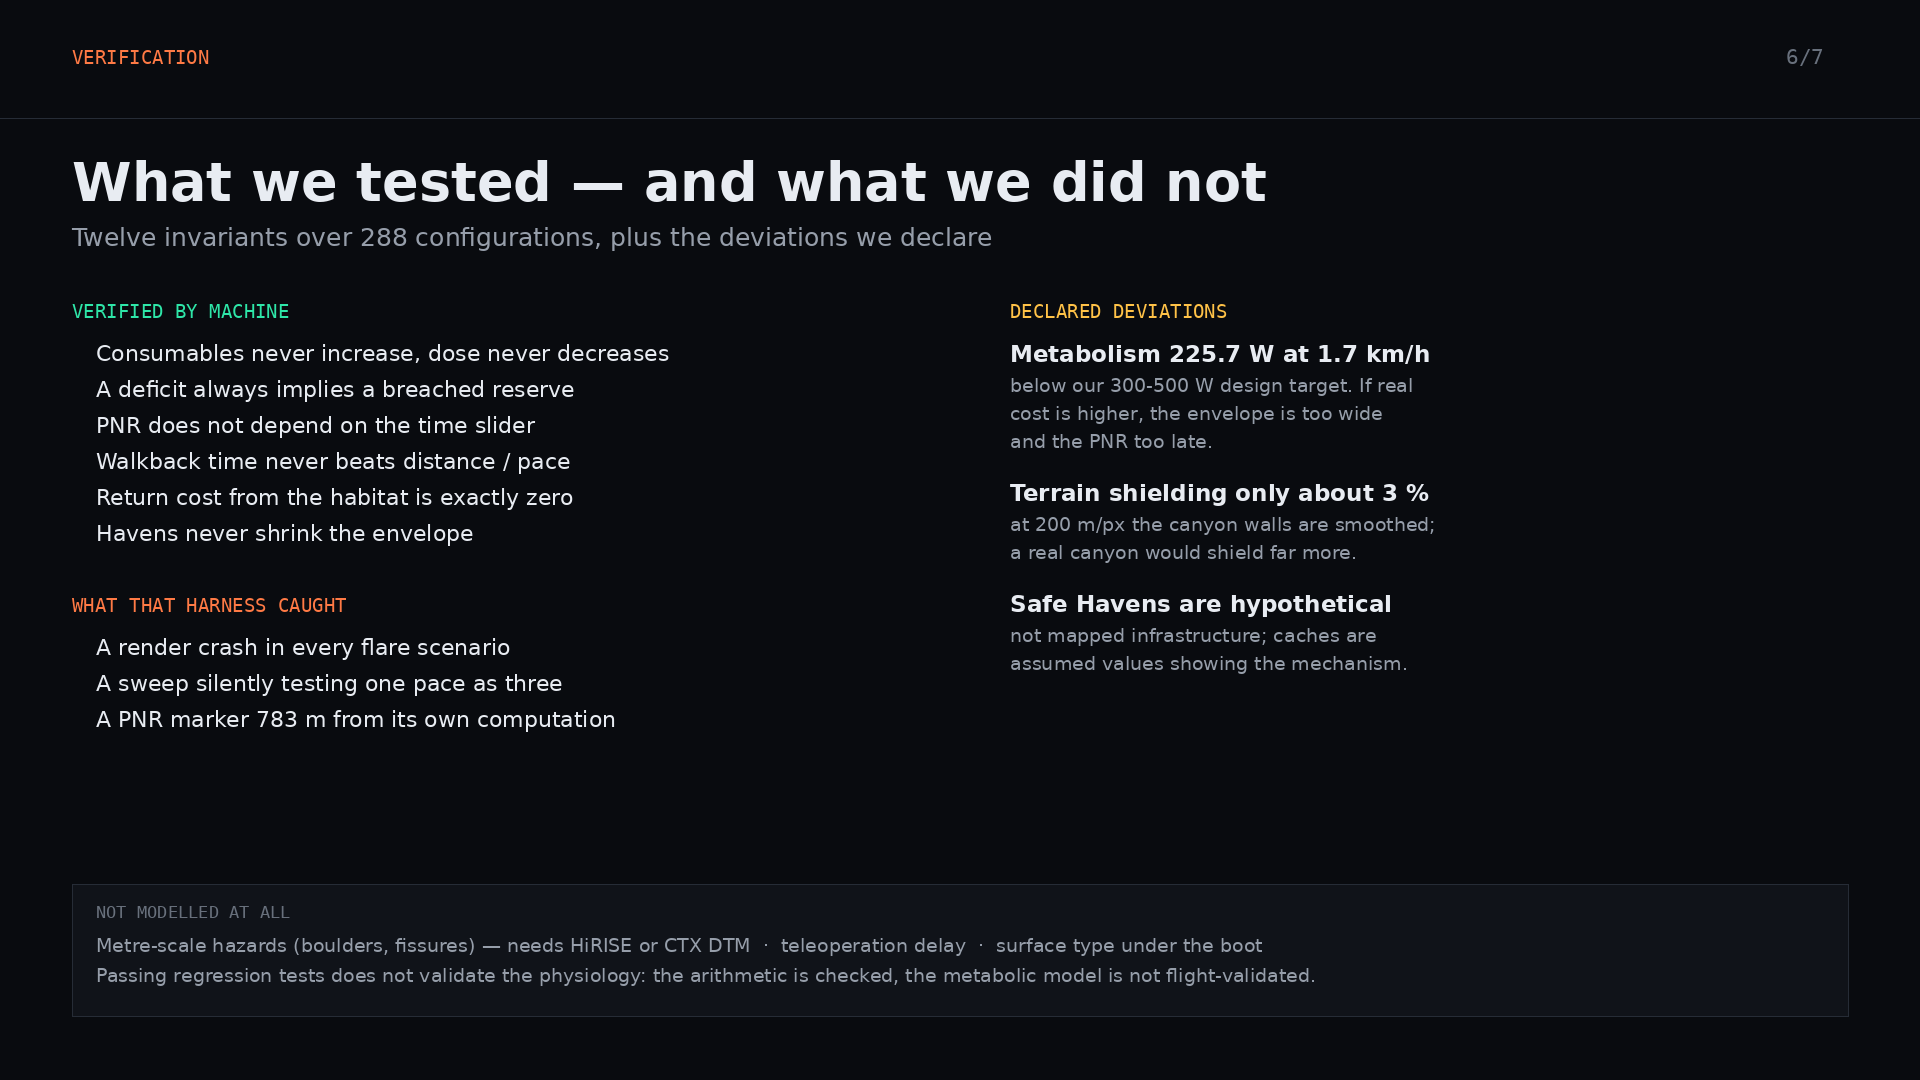 VERIFICATION
6/7
What we tested — and what we did not
Twelve invariants over 288 configurations, plus the deviations we declare
VERIFIED BY MACHINE
Consumables never increase, dose never decreases
A deficit always implies a breached reserve
PNR does not depend on the time slider
Walkback time never beats distance / pace
Return cost from the habitat is exactly zero
Havens never shrink the envelope
WHAT THAT HARNESS CAUGHT
A render crash in every flare scenario
A sweep silently testing one pace as three
A PNR marker 783 m from its own computation
DECLARED DEVIATIONS
Metabolism 225.7 W at 1.7 km/h
below our 300-500 W design target. If real
cost is higher, the envelope is too wide
and the PNR too late.
Terrain shielding only about 3 %
at 200 m/px the canyon walls are smoothed;
a real canyon would shield far more.
Safe Havens are hypothetical
not mapped infrastructure; caches are
assumed values showing the mechanism.
NOT MODELLED AT ALL
Metre-scale hazards (boulders, fissures) — needs HiRISE or CTX DTM · teleoperation delay · surface type under the boot
Passing regression tests does not validate the physiology: the arithmetic is checked, the metabolic model is not flight-validated.